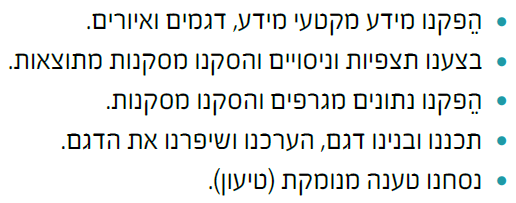 • הֵפקנו מידע מקטעי מידע, דגמים ואיורים.
• בצענו תצפיות וניסויים והסקנו מסקנות מתוצאות.
• הֵפקנו נתונים מגרפים והסקנו מסקנות.
• תכננו ובנינו דגם, הערכנו ושיפרנו את הדגם.
• נסחנו טענה מנומקת (טיעון).